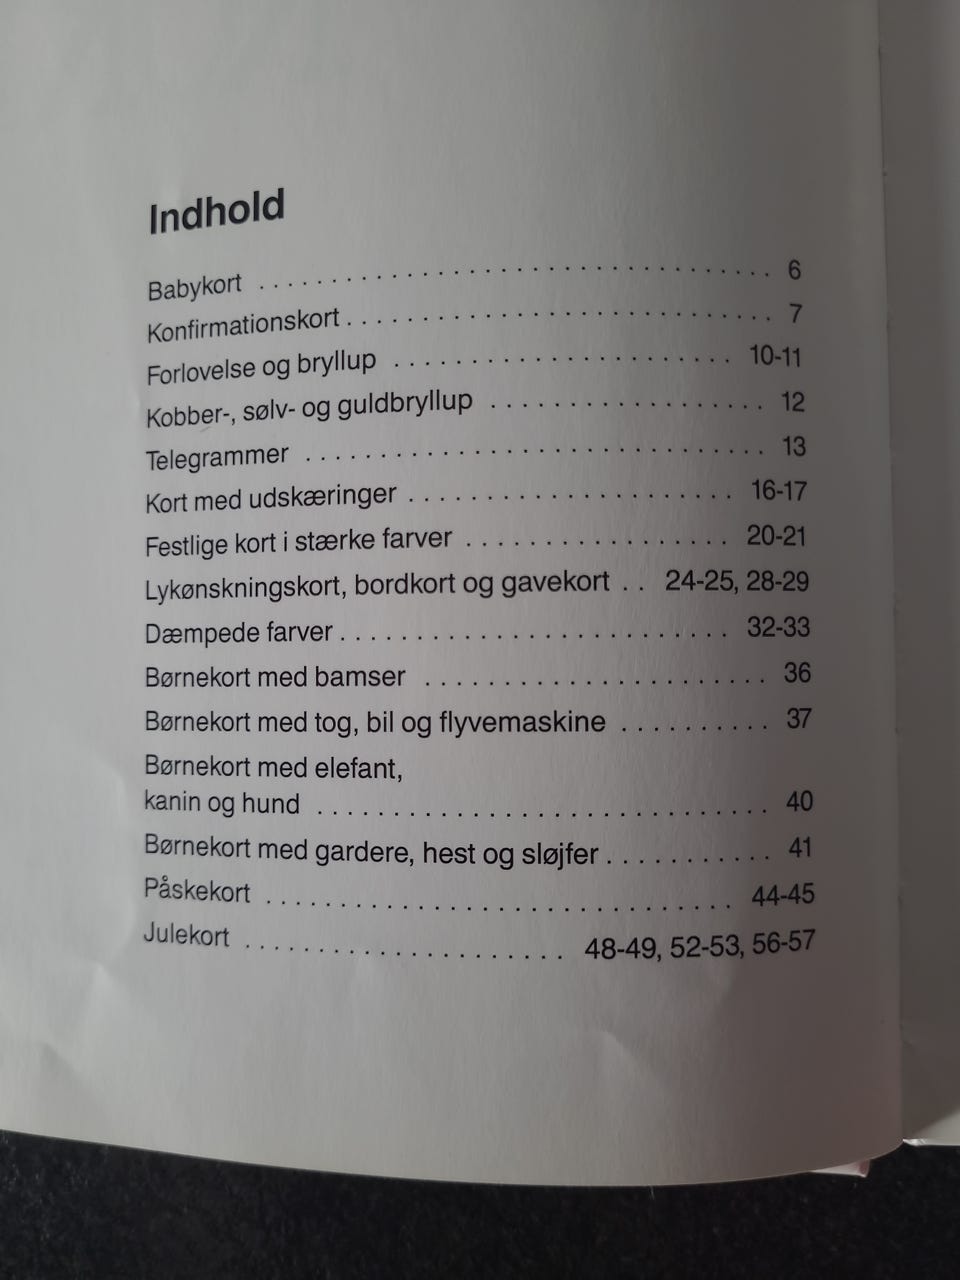 Indhold
Babykort . . . . . . . . . . . . . . . . . . . . . . . . . . . . . . . . . . . . 6
Konfirmationskort . . . . . . . . . . . . . . . . . . . . . . . . . . . . 7
Forlovelse og bryllup . . . . . . . . . . . . . . . . . . . . . . 10-11
Kobber-, sølv- og guldbryllup . . . . . . . . . . . . . . . . . . 12
Telegrammer . . . . . . . . . . . . . . . . . . . . . . . . . . . . . . . 13
Kort med udskæringer . . . . . . . . . . . . . . . . . . . . . . 16-17
Festlige kort i stærke farver . . . . . . . . . . . . . . . . . . 20-21
Lykønskningskort, bordkort og gavekort . . 24-25, 28-29
Dæmpede farver . . . . . . . . . . . . . . . . . . . . . . . . . . 32-33
Børnekort med bamser . . . . . . . . . . . . . . . . . . . . . . . 36
Børnekort med tog, bil og flyvemaskine . . . . . . . . . . 37
Børnekort med elefant,
kanin og hund . . . . . . . . . . . . . . . . . . . . . . . . . . . . . . 40
Børnekort med gardere, hest og sløjfer . . . . . . . . . . . 41
Påskekort . . . . . . . . . . . . . . . . . . . . . . . . . . . . . . . 44-45
Julekort . . . . . . . . . . . . . . . . . . . . . . 48-49, 52-53, 56-57